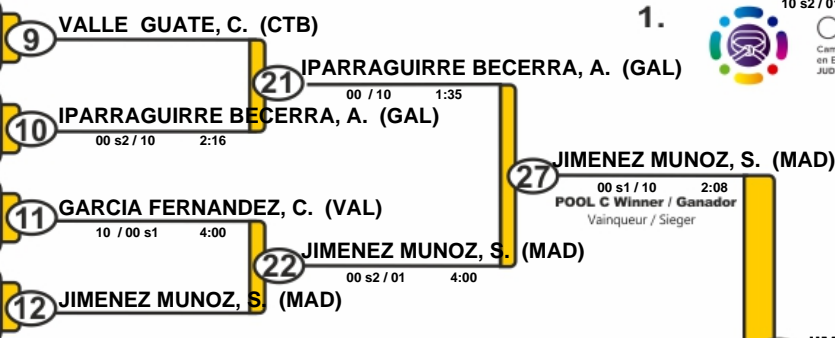 10 s2 / 01
1.
9 VALLE GUATE, C. (CTB)
21 IPARRAGUIRRE BECERRA, A. (GAL)
00 / 10 1:35
10 IPARRAGUIRRE BECERRA, A. (GAL)
00 s2 / 10 2:16
27 JIMENEZ MUNOZ, S. (MAD)
00 s1 / 10 2:08
POOL C Winner / Ganador
Vainqueur / Sieger
11 GARCIA FERNANDEZ, C. (VAL)
10 / 00 s1 4:00
22 JIMENEZ MUNOZ, S. (MAD)
00 s2 / 01 4:00
12 JIMENEZ MUNOZ, S. (MAD)